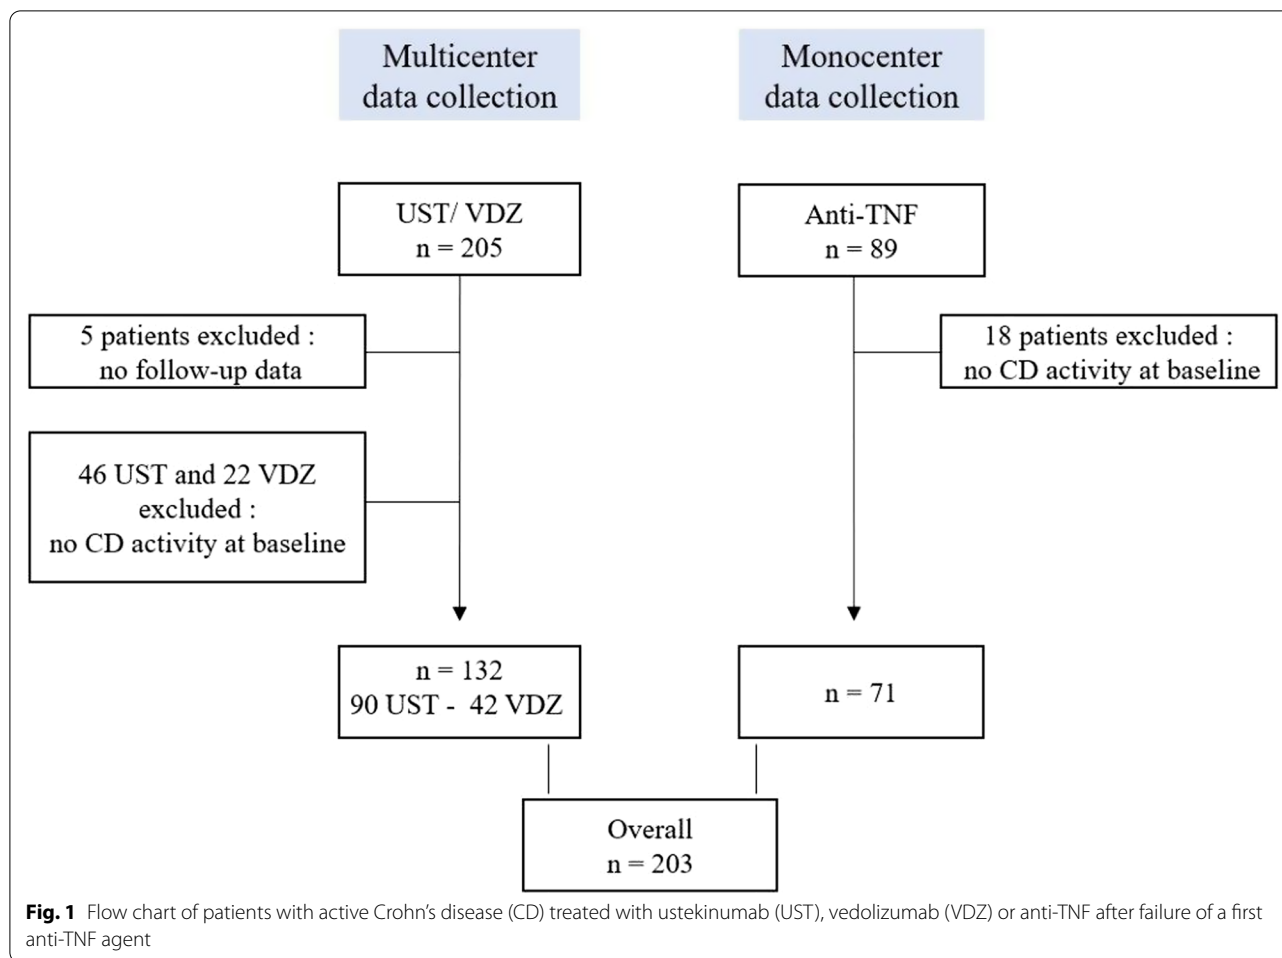 Multicenter
data collection
Monocenter
data collection
UST/ VDZ
n = 205
Anti-TNF
n = 89
5 patients excluded :
no follow-up data
18 patients excluded :
no CD activity at baseline
46 UST and 22 VDZ
excluded :
no CD activity at baseline
n = 132
90 UST - 42 VDZ
n = 71
Overall
n = 203
Fig. 1 Flow chart of patients with active Crohn's disease (CD) treated with ustekinumab (UST), vedolizumab (VDZ) or anti-TNF after failure of a first
anti-TNF agent